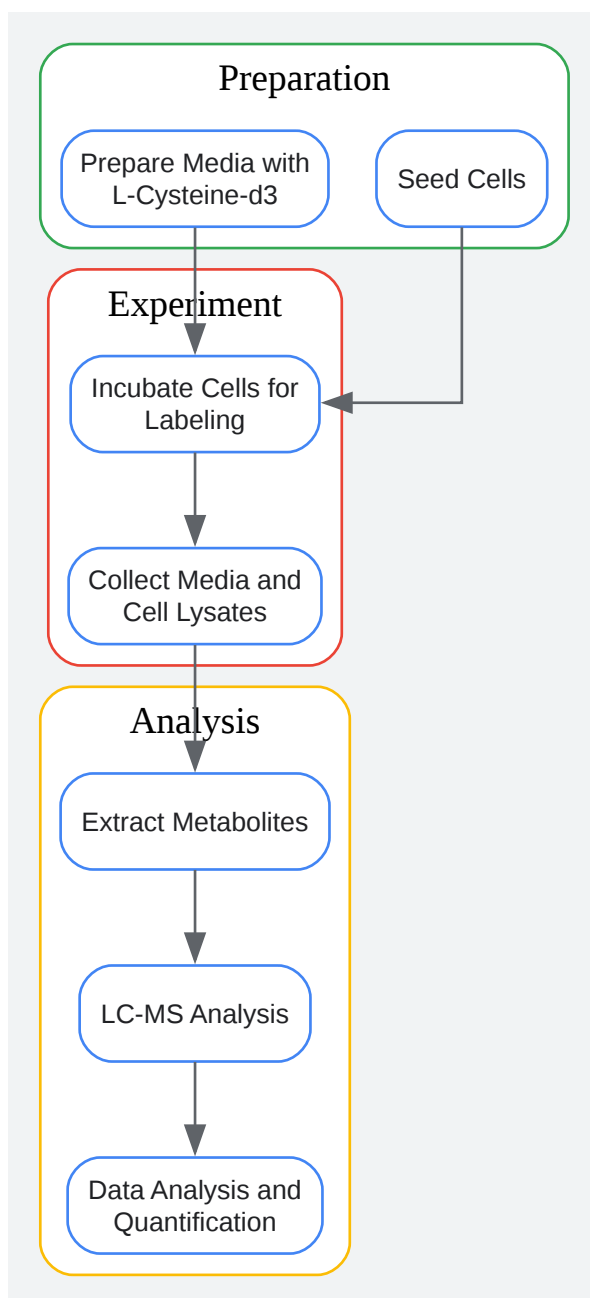 Preparation
Prepare Media with
L-Cysteine-d3
Seed Cells
Experiment
Incubate Cells for
Labeling
Collect Media and
Cell Lysates
Analysis
Extract Metabolites
LC-MS Analysis
Data Analysis and
Quantification